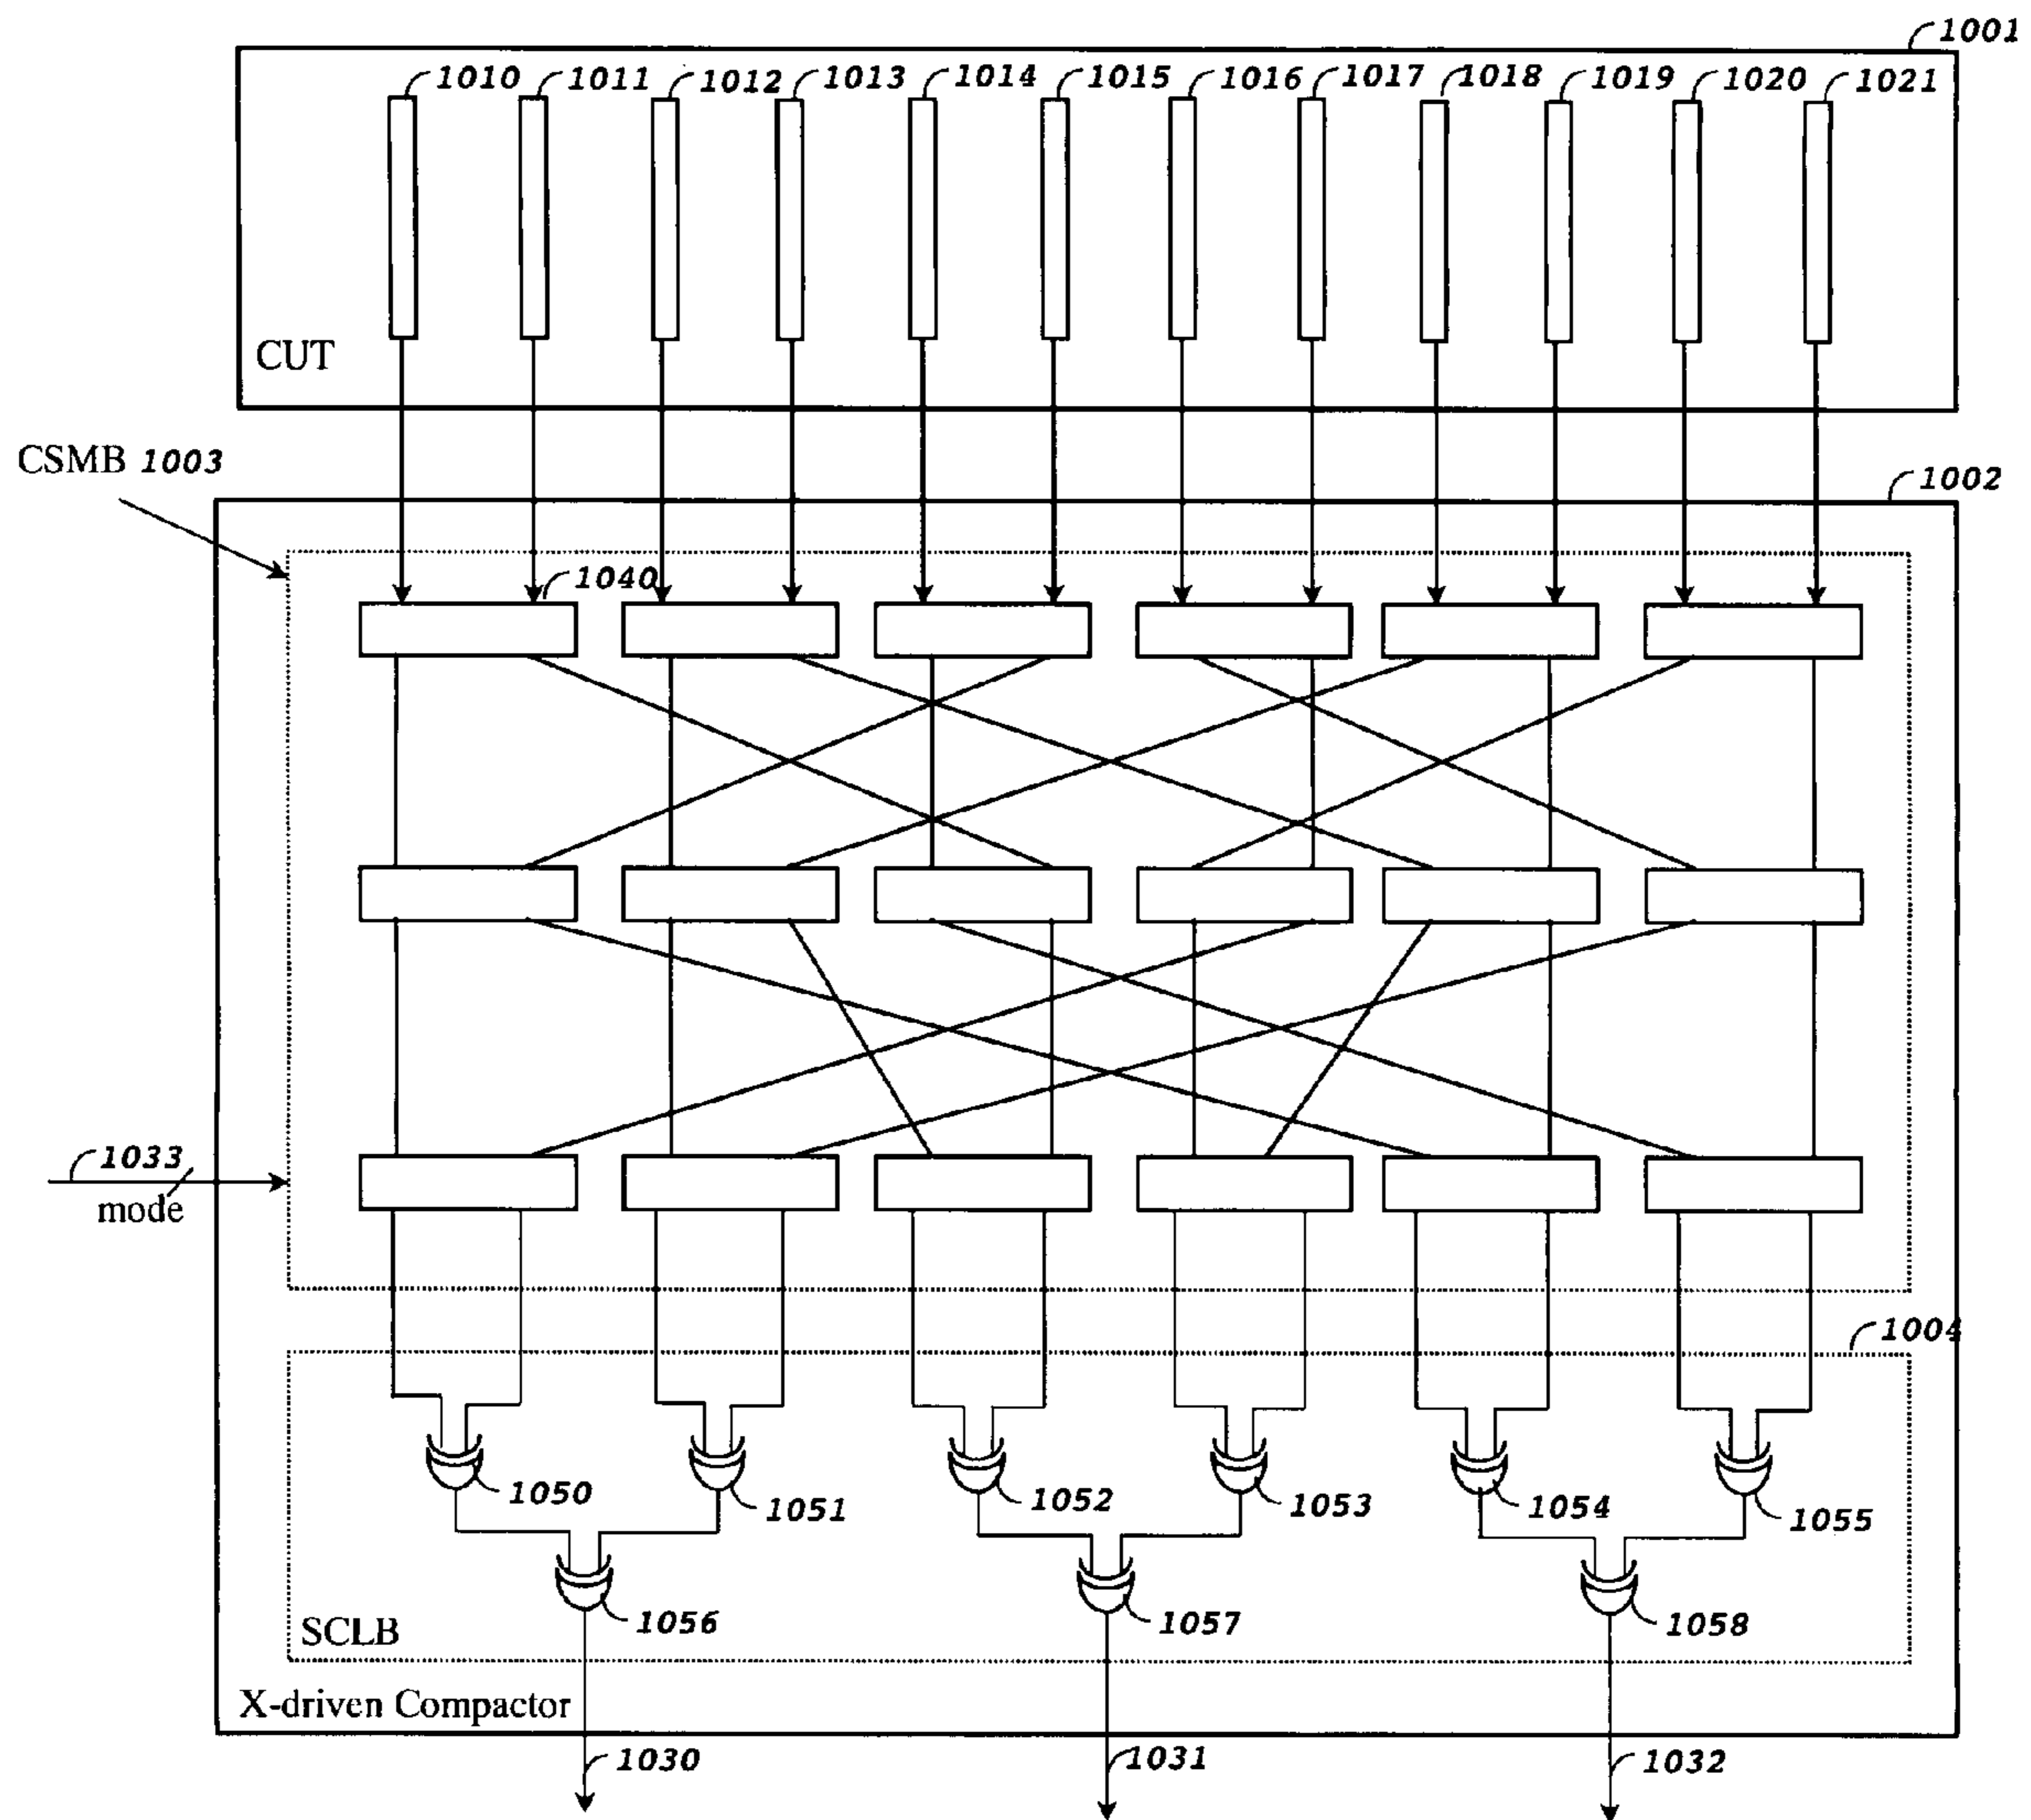 1001
1010 1011 1012 1013 1014 1015 1016 1017 1018 1019 1020 1021
CUT
CSMB 1003
1002
1040
1033
mode
1004
1050 1051 1052 1053 1054 1055
1056 1057 1058
SCLB
X-driven Compactor
1030 1031 1032